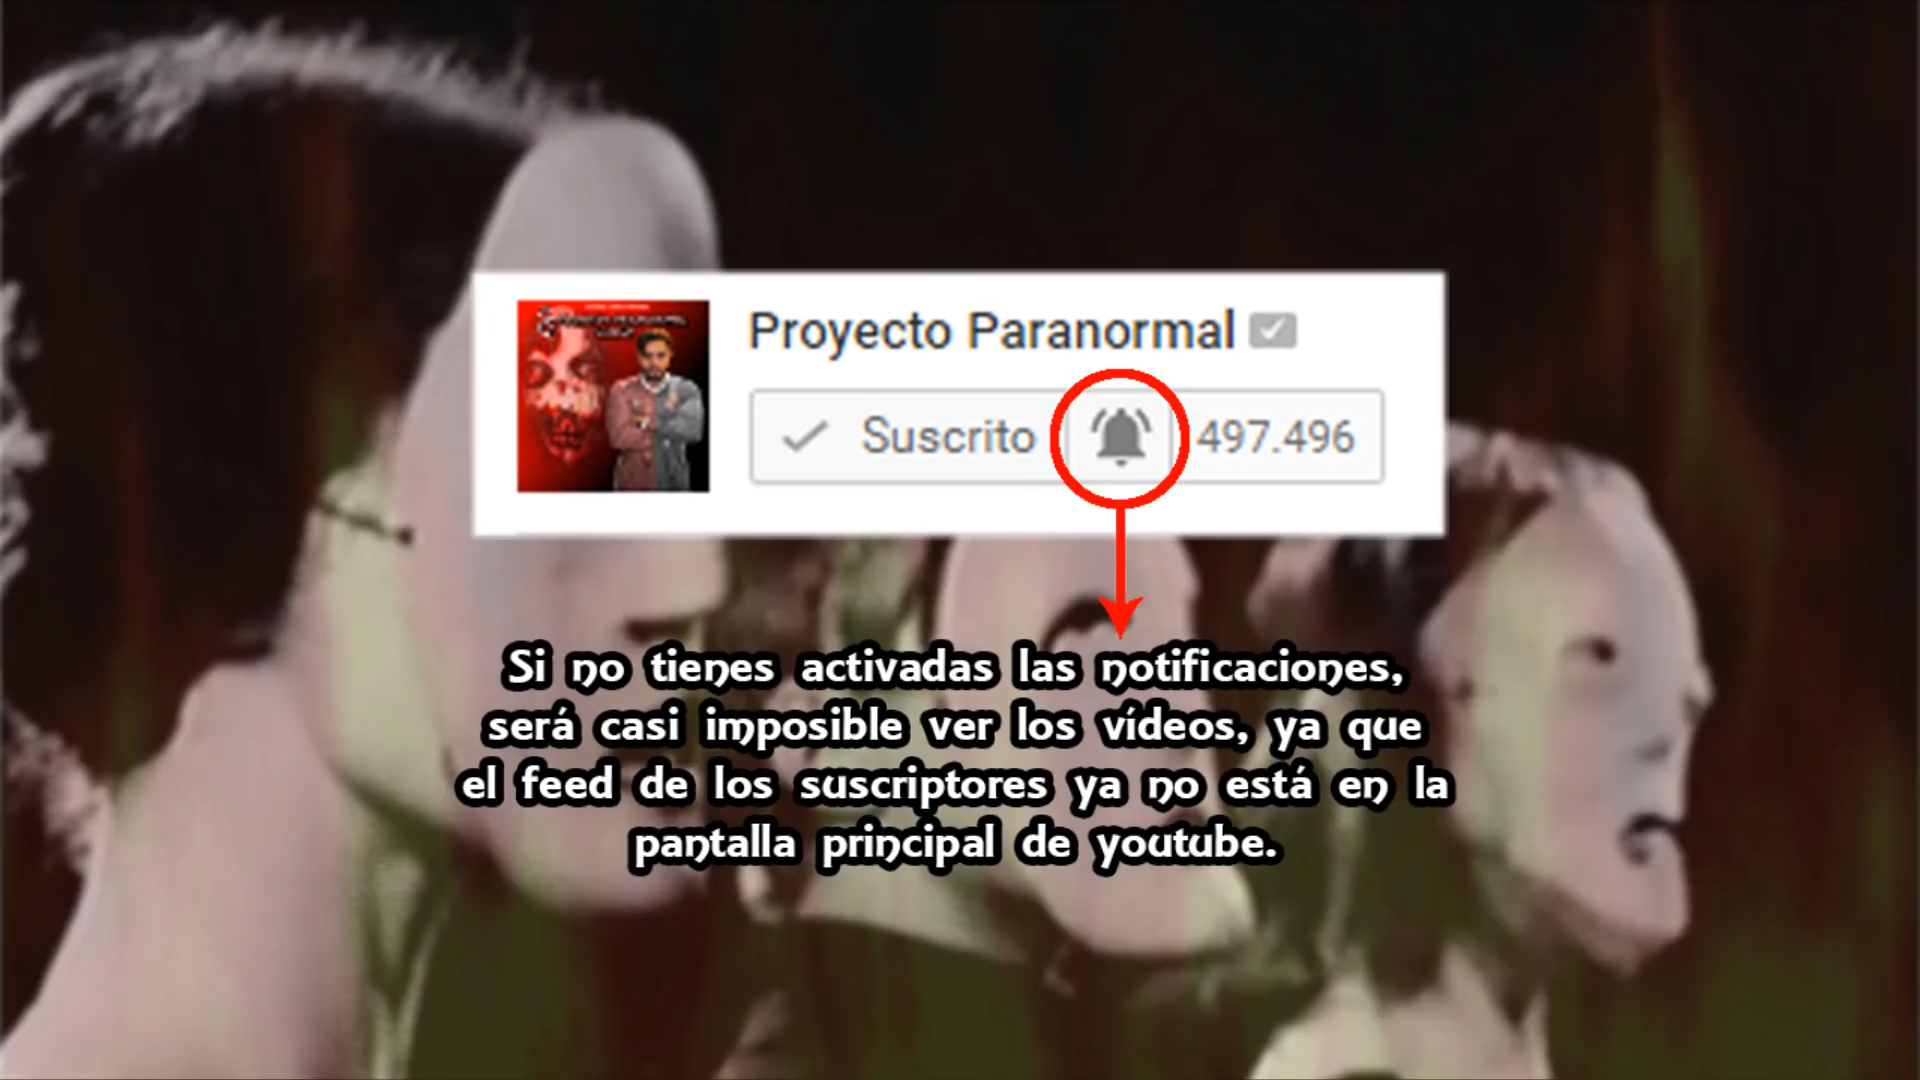 Proyecto Paranormal
Suscrito 497.496
Si no tienes activadas las notificaciones,
será casi imposible ver los vídeos, ya que
el feed de los suscriptores ya no está en la
pantalla principal de youtube.